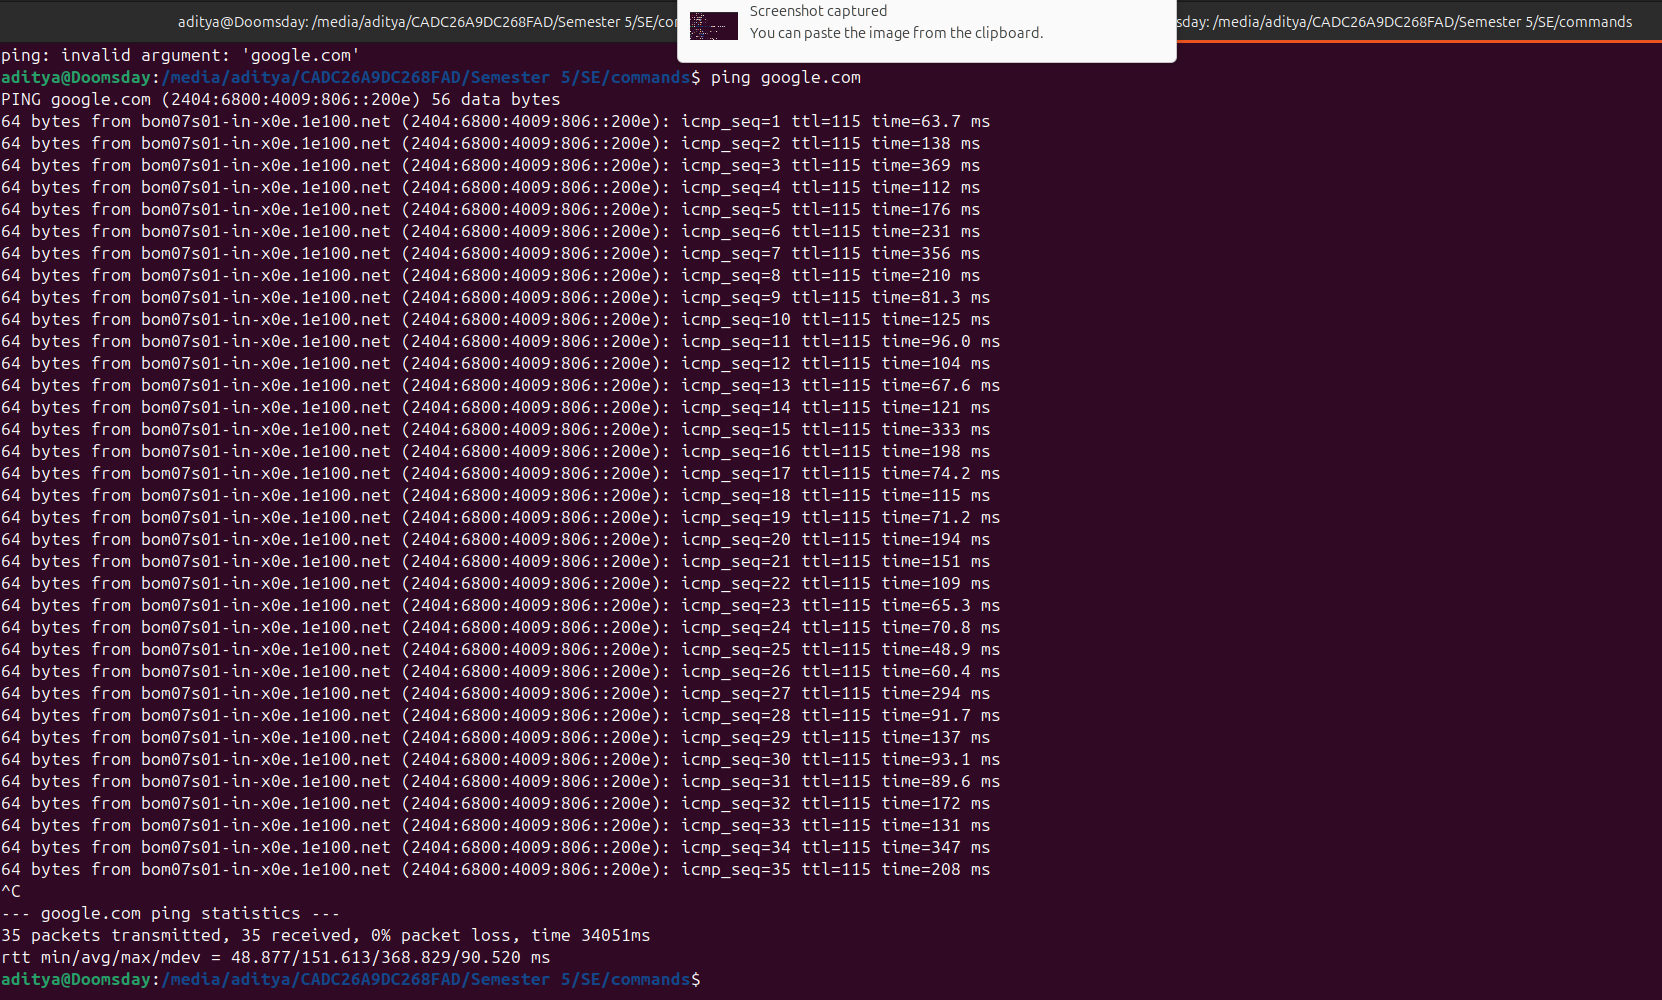 aditya@Doomsday: /media/aditya/CADC26A9DC268FAD/Semester 5/SE/
Screenshot captured
You can paste the image from the clipboard.
sday: /media/aditya/CADC26A9DC268FAD/Semester 5/SE/commands
ping: invalid argument: 'google.com'
aditya@Doomsday:/media/aditya/CADC26A9DC268FAD/Semester 5/SE/commands$ ping google.com
PING google.com (2404:6800:4009:806::200e) 56 data bytes
64 bytes from bom07s01-in-x0e.1e100.net (2404:6800:4009:806::200e): icmp_seq=1 ttl=115 time=63.7 ms
64 bytes from bom07s01-in-x0e.1e100.net (2404:6800:4009:806::200e): icmp_seq=2 ttl=115 time=138 ms
64 bytes from bom07s01-in-x0e.1e100.net (2404:6800:4009:806::200e): icmp_seq=3 ttl=115 time=369 ms
64 bytes from bom07s01-in-x0e.1e100.net (2404:6800:4009:806::200e): icmp_seq=4 ttl=115 time=112 ms
64 bytes from bom07s01-in-x0e.1e100.net (2404:6800:4009:806::200e): icmp_seq=5 ttl=115 time=176 ms
64 bytes from bom07s01-in-x0e.1e100.net (2404:6800:4009:806::200e): icmp_seq=6 ttl=115 time=231 ms
64 bytes from bom07s01-in-x0e.1e100.net (2404:6800:4009:806::200e): icmp_seq=7 ttl=115 time=356 ms
64 bytes from bom07s01-in-x0e.1e100.net (2404:6800:4009:806::200e): icmp_seq=8 ttl=115 time=210 ms
64 bytes from bom07s01-in-x0e.1e100.net (2404:6800:4009:806::200e): icmp_seq=9 ttl=115 time=81.3 ms
64 bytes from bom07s01-in-x0e.1e100.net (2404:6800:4009:806::200e): icmp_seq=10 ttl=115 time=125 ms
64 bytes from bom07s01-in-x0e.1e100.net (2404:6800:4009:806::200e): icmp_seq=11 ttl=115 time=96.0 ms
64 bytes from bom07s01-in-x0e.1e100.net (2404:6800:4009:806::200e): icmp_seq=12 ttl=115 time=104 ms
64 bytes from bom07s01-in-x0e.1e100.net (2404:6800:4009:806::200e): icmp_seq=13 ttl=115 time=67.6 ms
64 bytes from bom07s01-in-x0e.1e100.net (2404:6800:4009:806::200e): icmp_seq=14 ttl=115 time=121 ms
64 bytes from bom07s01-in-x0e.1e100.net (2404:6800:4009:806::200e): icmp_seq=15 ttl=115 time=333 ms
64 bytes from bom07s01-in-x0e.1e100.net (2404:6800:4009:806::200e): icmp_seq=16 ttl=115 time=198 ms
64 bytes from bom07s01-in-x0e.1e100.net (2404:6800:4009:806::200e): icmp_seq=17 ttl=115 time=74.2 ms
64 bytes from bom07s01-in-x0e.1e100.net (2404:6800:4009:806::200e): icmp_seq=18 ttl=115 time=115 ms
64 bytes from bom07s01-in-x0e.1e100.net (2404:6800:4009:806::200e): icmp_seq=19 ttl=115 time=71.2 ms
64 bytes from bom07s01-in-x0e.1e100.net (2404:6800:4009:806::200e): icmp_seq=20 ttl=115 time=194 ms
64 bytes from bom07s01-in-x0e.1e100.net (2404:6800:4009:806::200e): icmp_seq=21 ttl=115 time=151 ms
64 bytes from bom07s01-in-x0e.1e100.net (2404:6800:4009:806::200e): icmp_seq=22 ttl=115 time=109 ms
64 bytes from bom07s01-in-x0e.1e100.net (2404:6800:4009:806::200e): icmp_seq=23 ttl=115 time=65.3 ms
64 bytes from bom07s01-in-x0e.1e100.net (2404:6800:4009:806::200e): icmp_seq=24 ttl=115 time=70.8 ms
64 bytes from bom07s01-in-x0e.1e100.net (2404:6800:4009:806::200e): icmp_seq=25 ttl=115 time=48.9 ms
64 bytes from bom07s01-in-x0e.1e100.net (2404:6800:4009:806::200e): icmp_seq=26 ttl=115 time=60.4 ms
64 bytes from bom07s01-in-x0e.1e100.net (2404:6800:4009:806::200e): icmp_seq=27 ttl=115 time=294 ms
64 bytes from bom07s01-in-x0e.1e100.net (2404:6800:4009:806::200e): icmp_seq=28 ttl=115 time=91.7 ms
64 bytes from bom07s01-in-x0e.1e100.net (2404:6800:4009:806::200e): icmp_seq=29 ttl=115 time=137 ms
64 bytes from bom07s01-in-x0e.1e100.net (2404:6800:4009:806::200e): icmp_seq=30 ttl=115 time=93.1 ms
64 bytes from bom07s01-in-x0e.1e100.net (2404:6800:4009:806::200e): icmp_seq=31 ttl=115 time=89.6 ms
64 bytes from bom07s01-in-x0e.1e100.net (2404:6800:4009:806::200e): icmp_seq=32 ttl=115 time=172 ms
64 bytes from bom07s01-in-x0e.1e100.net (2404:6800:4009:806::200e): icmp_seq=33 ttl=115 time=131 ms
64 bytes from bom07s01-in-x0e.1e100.net (2404:6800:4009:806::200e): icmp_seq=34 ttl=115 time=347 ms
64 bytes from bom07s01-in-x0e.1e100.net (2404:6800:4009:806::200e): icmp_seq=35 ttl=115 time=208 ms
^C
--- google.com ping statistics ---
35 packets transmitted, 35 received, 0% packet loss, time 34051ms
rtt min/avg/max/mdev = 48.877/151.613/368.829/90.520 ms
aditya@Doomsday:/media/aditya/CADC26A9DC268FAD/Semester 5/SE/commands$